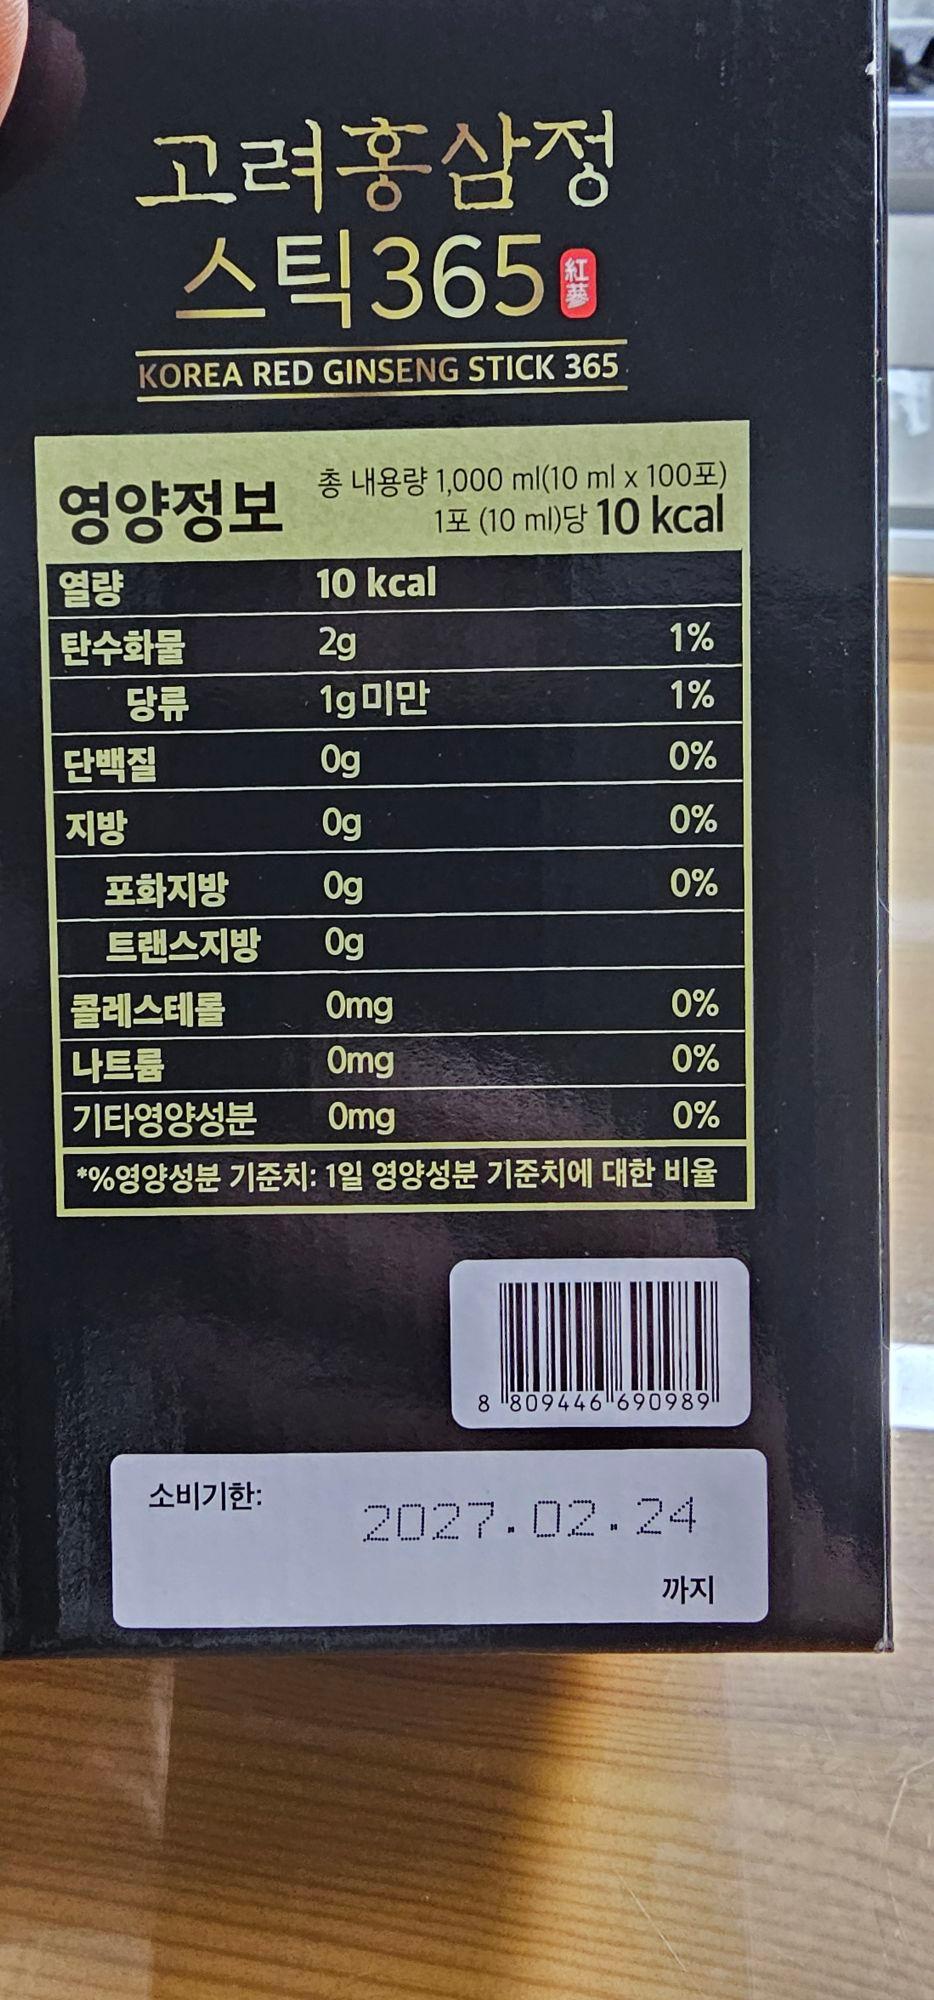 고려홍삼정
스틱365 紅蔘
KOREA RED GINSENG STICK 365
영양정보
총 내용량 1,000 ml(10 ml x 100포)
1포 (10 ml)당 10 kcal
열량 10 kcal
탄수화물 2g 1%
당류 1g미만 1%
단백질 0g 0%
지방 0g 0%
포화지방 0g 0%
트랜스지방 0g
콜레스테롤 0mg 0%
나트륨 0mg 0%
기타영양성분 0mg 0%
*%영양성분 기준치: 1일 영양성분 기준치에 대한 비율
8 809446 690989
소비기한:
2027.02.24
까지